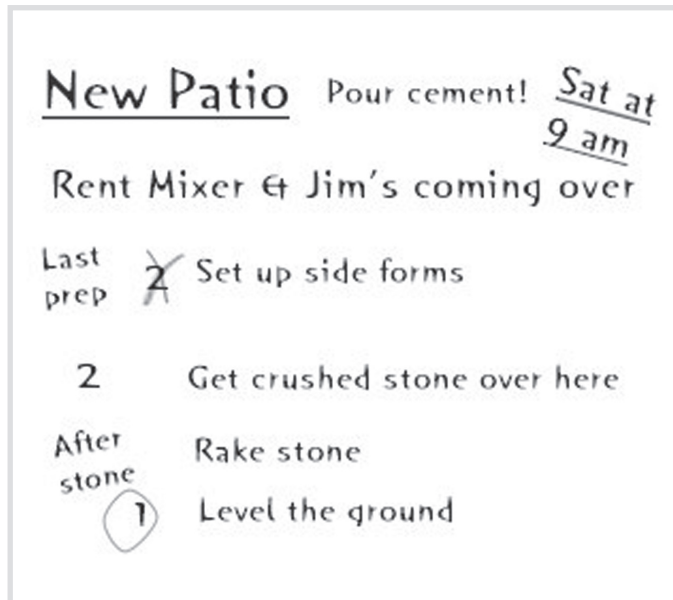 New Patio Pour cement! Sat at
9 am
Rent Mixer & Jim's coming over
Last
prep 2 Set up side forms
2 Get crushed stone over here
After
stone Rake stone
1 Level the ground